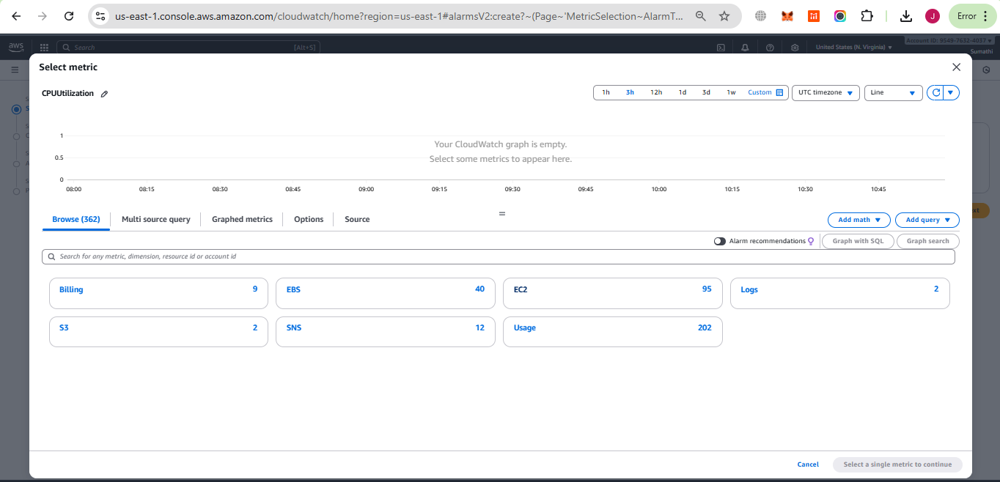 us-east-1.console.aws.amazon.com/cloudwatch/home?region=us-east-1#alarmsV2:create?~(Page~'MetricSelection~AlarmT...
J
Error
aws
Search
[Alt+S]
United States (N. Virginia)
Account ID: 9549-7632-4037
Sumathi
Select metric
CPUUtilization
1h 3h 12h 1d 3d 1w Custom
UTC timezone
Line
1
Your CloudWatch graph is empty.
0.5
Select some metrics to appear here.
0
08:00 08:15 08:30 08:45 09:00 09:15 09:30 09:45 10:00 10:15 10:30 10:45
Browse (362) Multi source query Graphed metrics Options Source
Add math
Add query
Alarm recommendations
Graph with SQL
Graph search
Search for any metric, dimension, resource id or account id
Billing 9
EBS 40
EC2 95
Logs 2
S3 2
SNS 12
Usage 202
Cancel
Select a single metric to continue